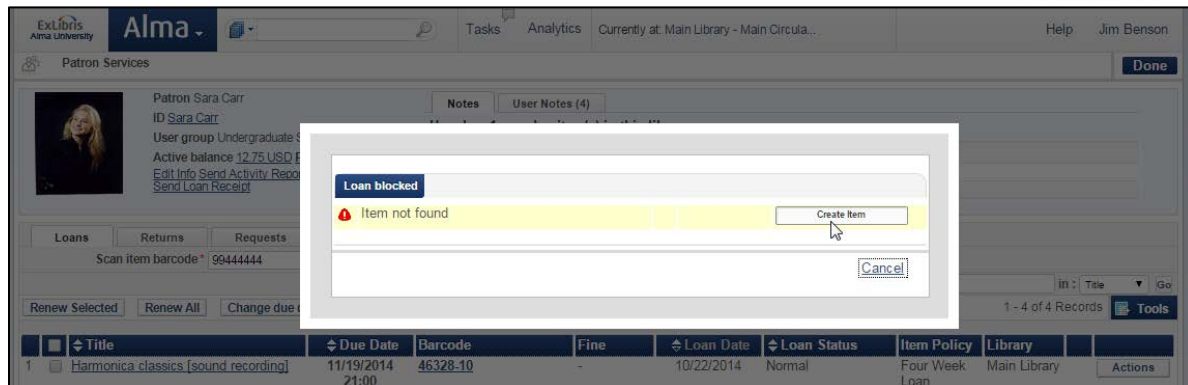 ExLibris
Alma University
Alma
Tasks
Analytics
Currently at: Main Library - Main Circula...
Help
Jim Benson
Patron Services
Done
Patron Sara Carr
ID Sara Carr
User group Undergraduate
Active balance 12.75 USD
Edit Info Send Activity Repo
Send Loan Receipt
Notes
User Notes (4)
Loan blocked
Item not found
Create Item
Cancel
Loans
Returns
Requests
Scan item barcode* 99444444
in : Title
Go
Renew Selected
Renew All
Change due
1 - 4 of 4 Records
Tools
Title
Due Date
Barcode
Fine
Loan Date
Loan Status
Item Policy
Library
1
Harmonica classics [sound recording]
11/19/2014
21:00
46328-10
-
10/22/2014
Normal
Four Week
Loan
Main Library
Actions